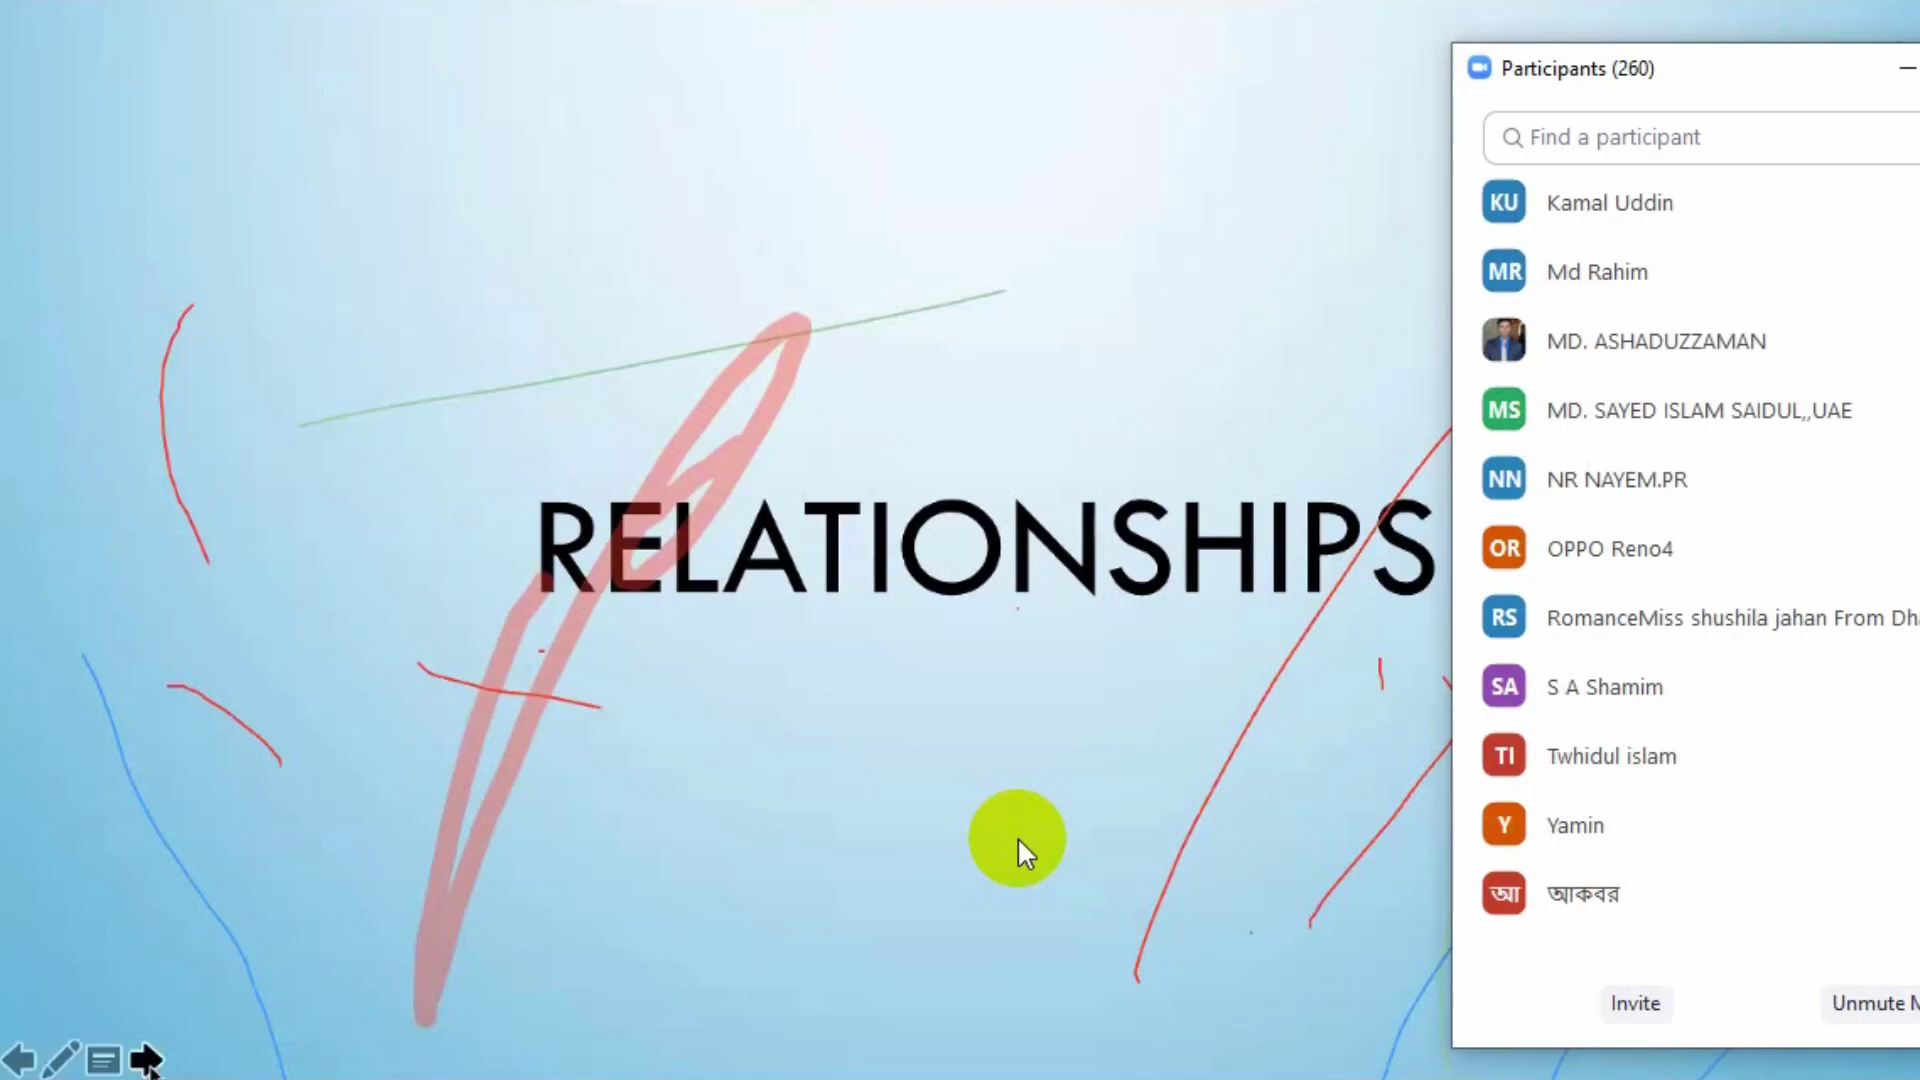 RELATIONSHIPS
Participants (260)
Find a participant
KU Kamal Uddin
MR Md Rahim
MD. ASHADUZZAMAN
MS MD. SAYED ISLAM SAIDUL,,UAE
NN NR NAYEM.PR
OR OPPO Reno4
RS RomanceMiss shushila jahan From
SA S A Shamim
TI Twhidul islam
Y Yamin
আ আকবর
Invite
Unmute